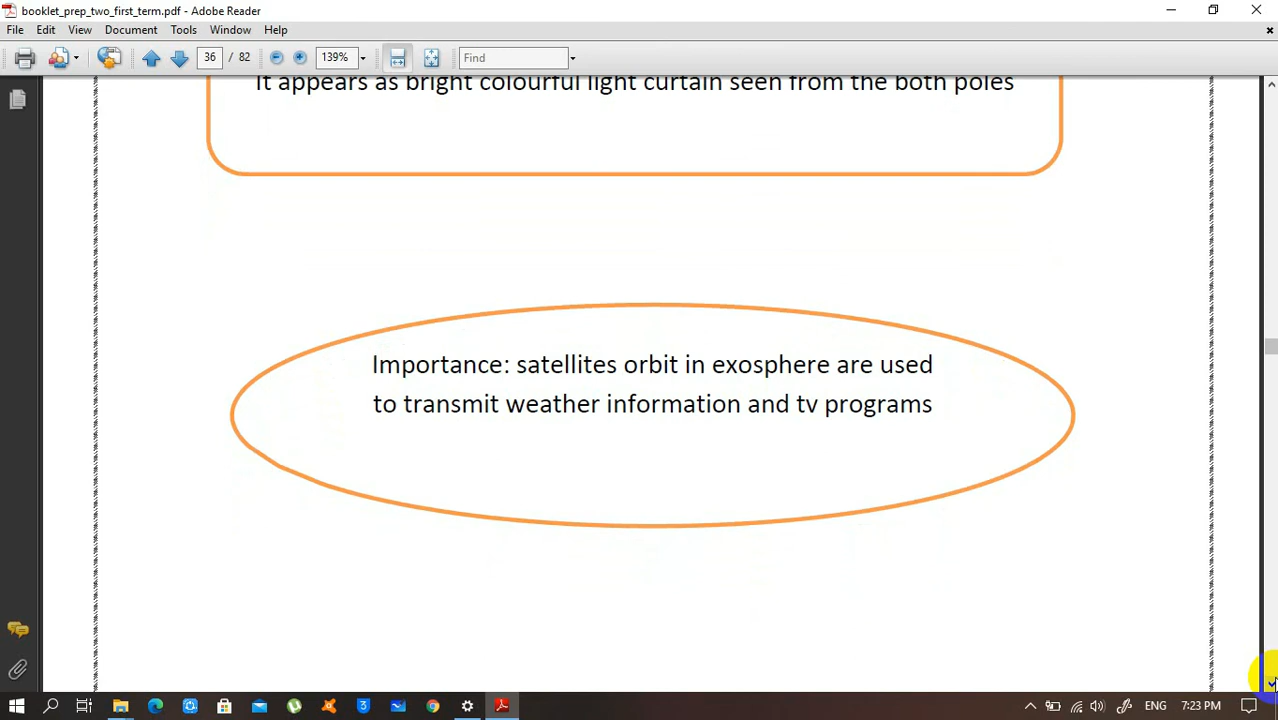 booklet_prep_two_first_term.pdf - Adobe Reader
File Edit View Document Tools Window Help
36 / 82 139% Find
It appears as bright colourful light curtain seen from the both poles
Importance: satellites orbit in exosphere are used
to transmit weather information and tv programs
ENG 7:23 PM